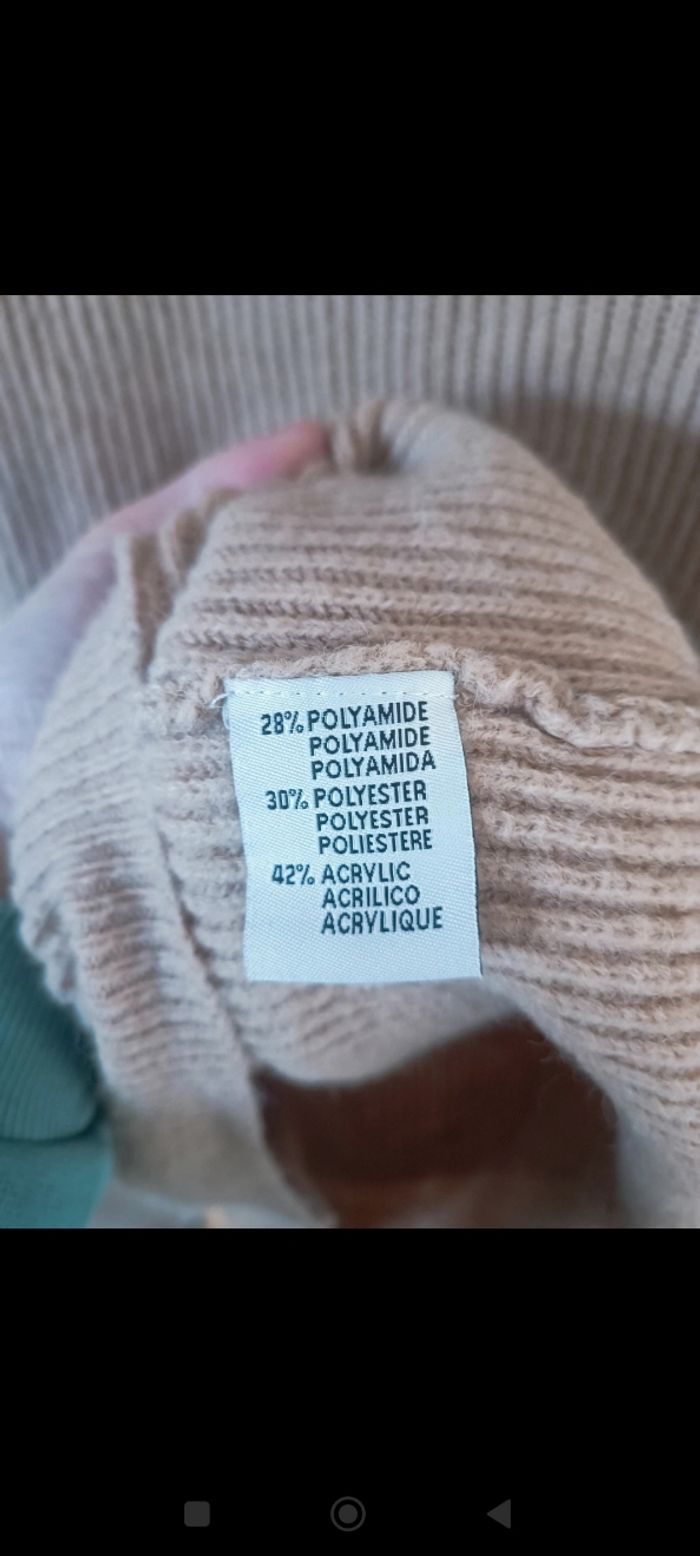 28% POLYAMIDE
POLYAMIDE
POLYAMIDA
30% POLYESTER
POLYESTER
POLIESTERE
42% ACRYLIC
ACRILICO
ACRYLIQUE